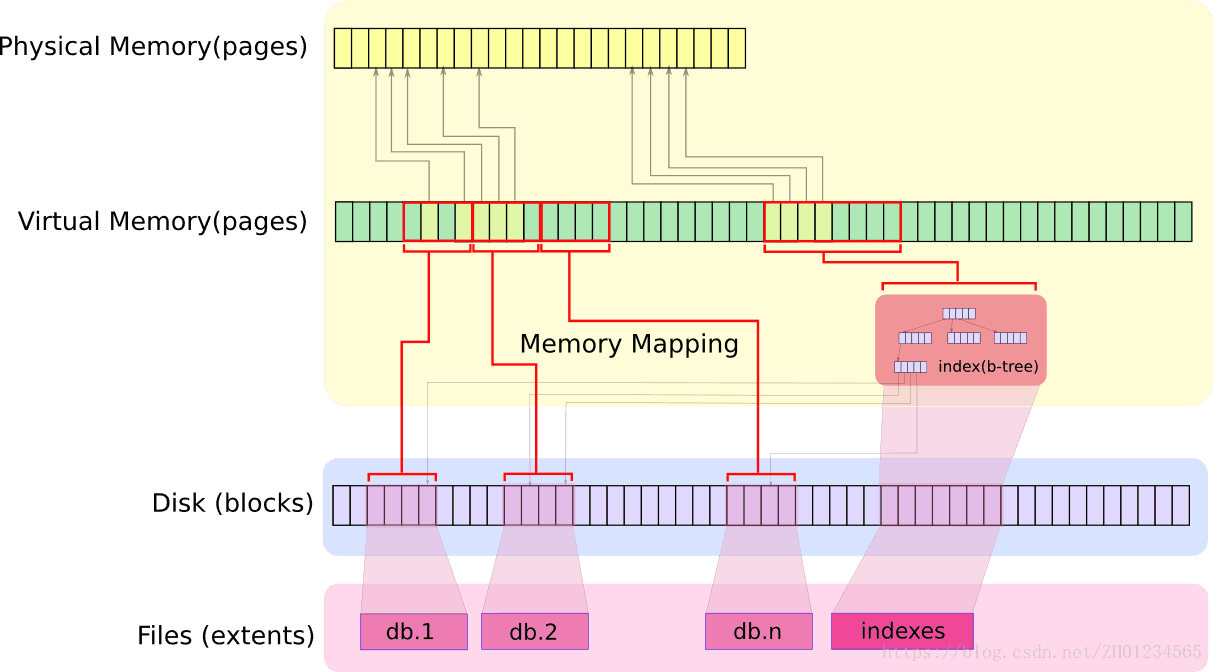 Physical Memory(pages)
Virtual Memory(pages)
Memory Mapping
index(b-tree)
Disk (blocks)
Files (extents)
db.1
db.2
db.n
indexes
https://blog.csdn.net/ZH01234565